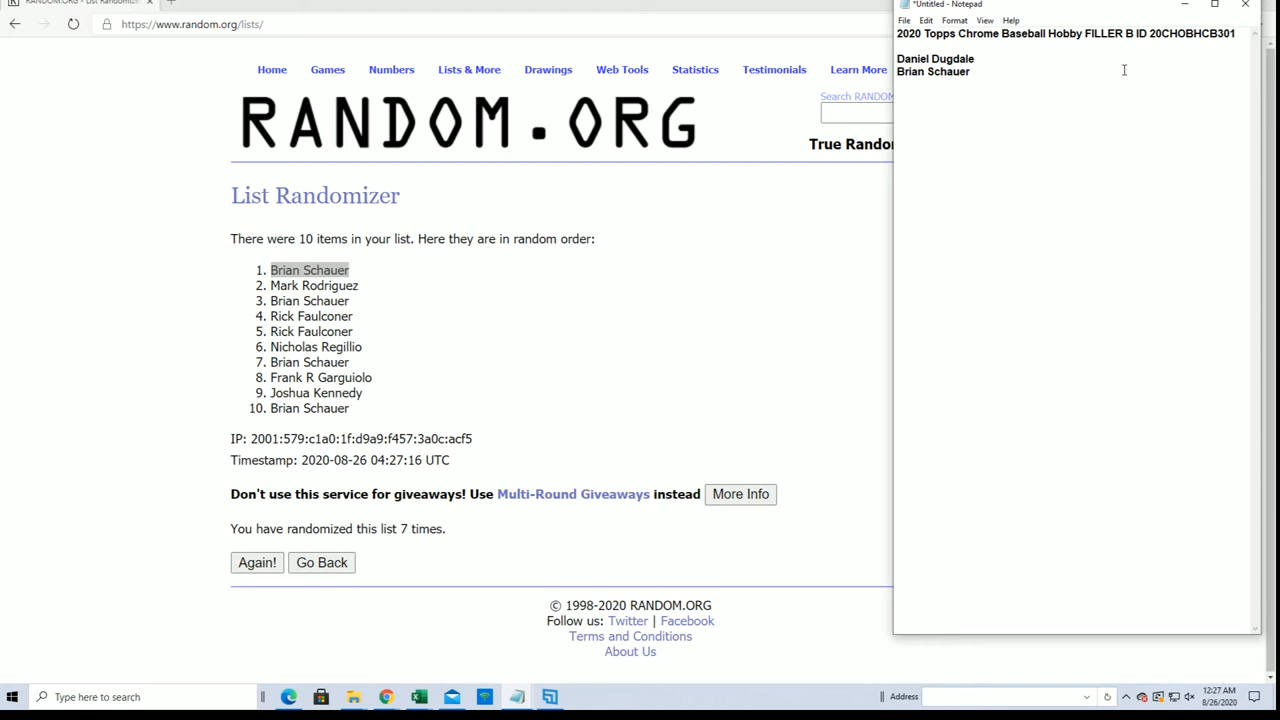 RANDOM.ORG - List Randomizer
https://www.random.org/lists/
Home Games Numbers Lists & More Drawings Web Tools Statistics Testimonials Learn More
Search RANDOM
RANDOM.ORG
True Rando
List Randomizer
There were 10 items in your list. Here they are in random order:
1. Brian Schauer
2. Mark Rodriguez
3. Brian Schauer
4. Rick Faulconer
5. Rick Faulconer
6. Nicholas Regillio
7. Brian Schauer
8. Frank R Garguiolo
9. Joshua Kennedy
10. Brian Schauer
IP: 2001:579:c1a0:1f:d9a9:f457:3a0c:acf5
Timestamp: 2020-08-26 04:27:16 UTC
Don't use this service for giveaways! Use Multi-Round Giveaways instead More Info
You have randomized this list 7 times.
Again! Go Back
© 1998-2020 RANDOM.ORG
Follow us: Twitter | Facebook
Terms and Conditions
About Us
*Untitled - Notepad
File Edit Format View Help
2020 Topps Chrome Baseball Hobby FILLER B ID 20CHOBHCB301
Daniel Dugdale
Brian Schauer
Type here to search
Address
12:27 AM
8/26/2020